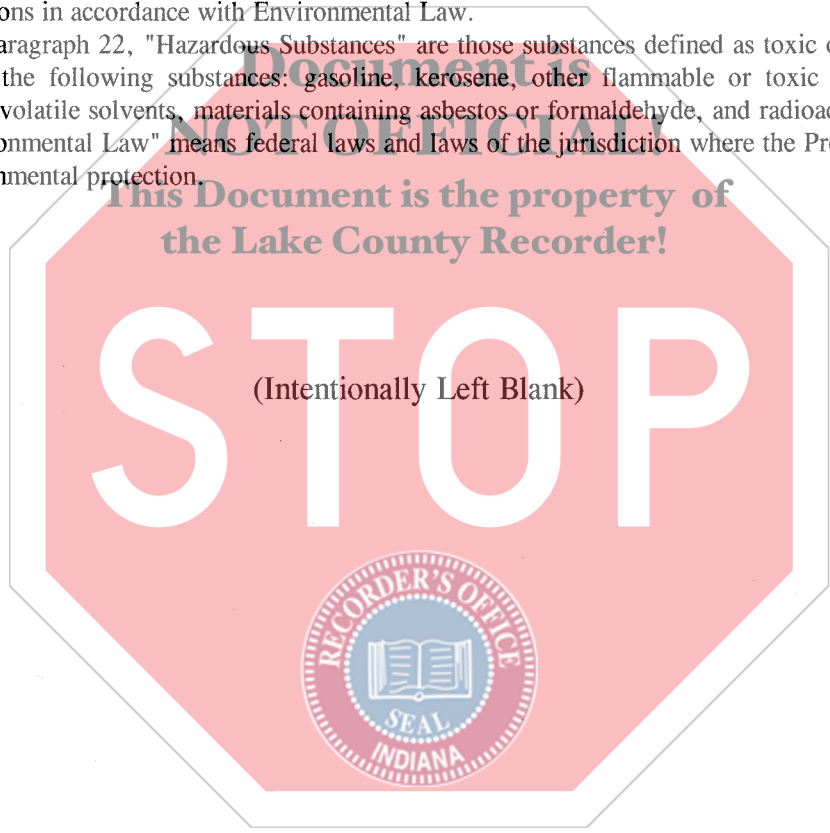 ons in accordance with Environmental Law.
aragraph 22, "Hazardous Substances" are those substances defined as toxic
the following substances: gasoline, kerosene, other flammable or toxic
volatile solvents, materials containing asbestos or formaldehyde, and radioac
onmental Law" means federal laws and laws of the jurisdiction where the Pr
nmental protection.
Document is
NOT OFFICIAL!
This Document is the property of
the Lake County Recorder!
STOP
(Intentionally Left Blank)
RECORDER'S OFFICE
SEAL
INDIANA